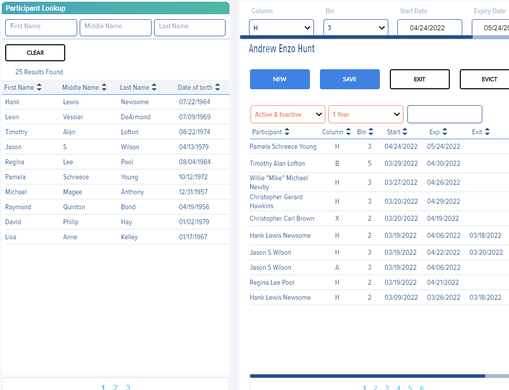 Participant Lookup
First Name Middle Name Last Name
CLEAR
25 Results Found
First Name Middle Name Last Name Date of birth
Hank Lewis Newsome 07/22/1964
Leon Vessier DeArmond 07/09/1969
Timothy Alan Lofton 08/22/1974
Jason S Wilson 04/13/1979
Regina Lee Pool 08/04/1984
Pamela Schreece Young 10/12/1972
Michael Magee Anthony 12/31/1957
Raymond Quinton Bond 04/19/1956
David Philip Hay 01/02/1979
Lisa Anne Kelley 01/17/1967
1 2 3
Column Bin Start Date Expiry Date
H 3 04/24/2022 05/24/20
Andrew Enzo Hunt
NEW SAVE EXIT EVICT
Active & Inactive 1 Year
Participant Column Bin Start Exp Exit
Pamela Schreece Young H 3 04/24/2022 05/24/2022
Timothy Alan Lofton B 5 03/29/2022 04/30/2022
Willie "Mike" Michael
Newby H 3 03/27/2022 04/26/2022
Christopher Gerard
Hawkins H 3 03/20/2022 04/29/2022
Christopher Carl Brown X 2 03/20/2022 04/19/2022
Hank Lewis Newsome H 2 03/19/2022 04/06/2022 03/18/2022
Jason S Wilson H 3 03/19/2022 04/22/2022 03/20/2022
Jason S Wilson A 3 03/19/2022 04/06/2022
Regina Lee Pool H 2 03/19/2022 04/21/2022
Hank Lewis Newsome H 2 03/09/2022 03/26/2022 03/18/2022
1 2 3 4 5 6